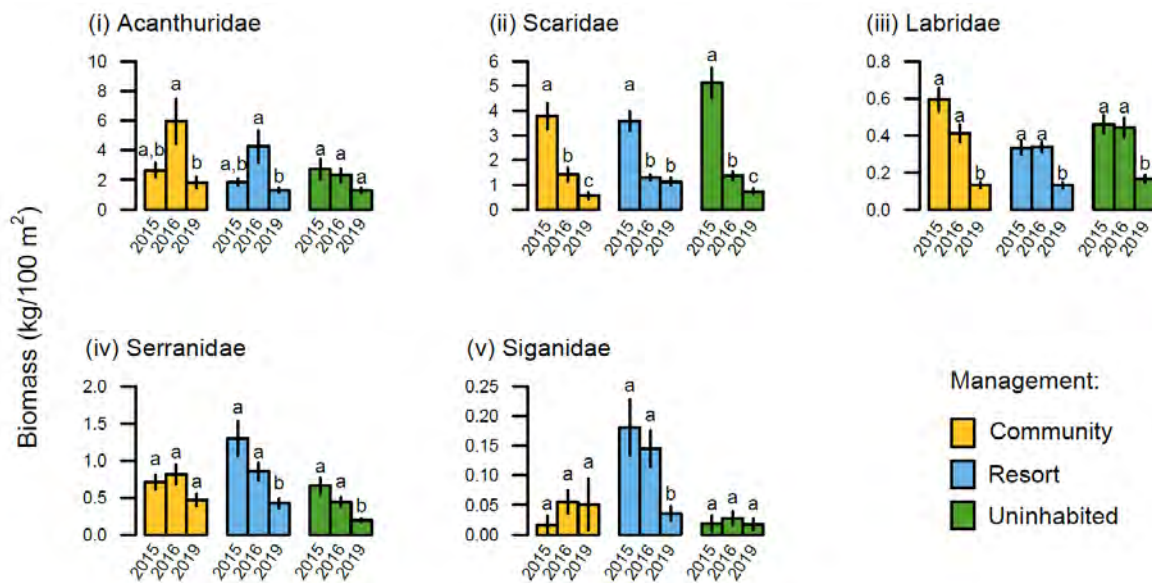 (i) Acanthuridae
10
8
6
4
2
0
a,b
a
b
a,b
a
b
a
a
a
2015
2016
2019
2015
2016
2019
2015
2016
2019
(ii) Scaridae
6
5
4
3
2
1
0
a
b
c
a
b
b
a
b
c
2015
2016
2019
2015
2016
2019
2015
2016
2019
(iii) Labridae
0.8
0.6
0.4
0.2
0.0
a
a
b
a
a
b
a
a
b
2015
2016
2019
2015
2016
2019
2015
2016
2019
Biomass (kg/100 m²)
(iv) Serranidae
2.0
1.5
1.0
0.5
0.0
a
a
a
a
a
b
a
a
b
2015
2016
2019
2015
2016
2019
2015
2016
2019
(v) Siganidae
0.25
0.20
0.15
0.10
0.05
0.00
a
a
a
a
a
b
a
a
a
2015
2016
2019
2015
2016
2019
2015
2016
2019
Management:
Community
Resort
Uninhabited